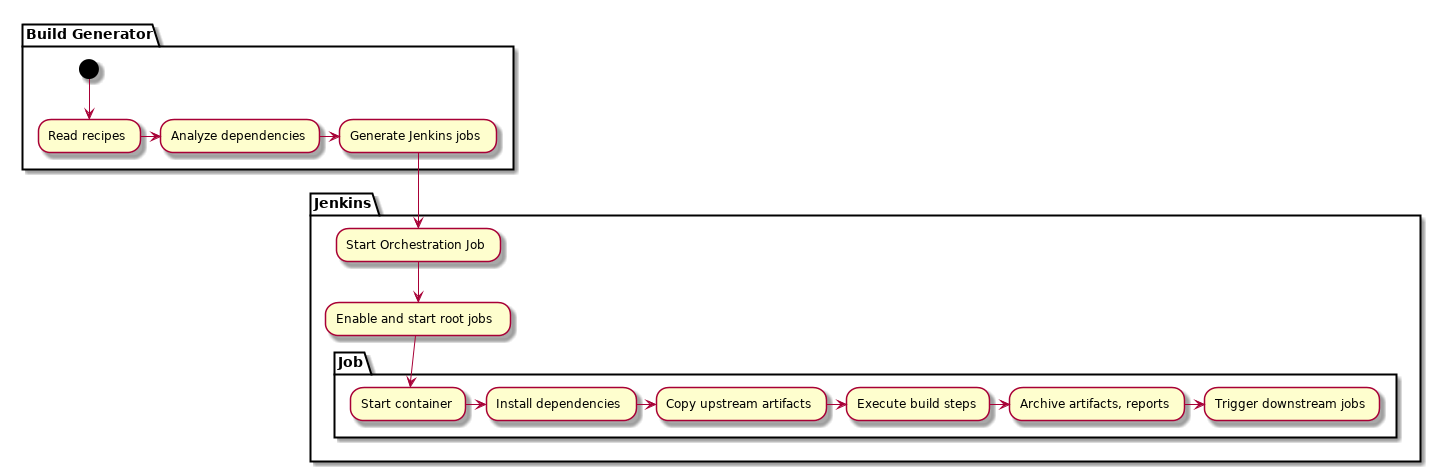 Build Generator
Read recipes
Analyze dependencies
Generate Jenkins jobs
Jenkins
Start Orchestration Job
Enable and start root jobs
Job
Start container
Install dependencies
Copy upstream artifacts
Execute build steps
Archive artifacts, reports
Trigger downstream jobs